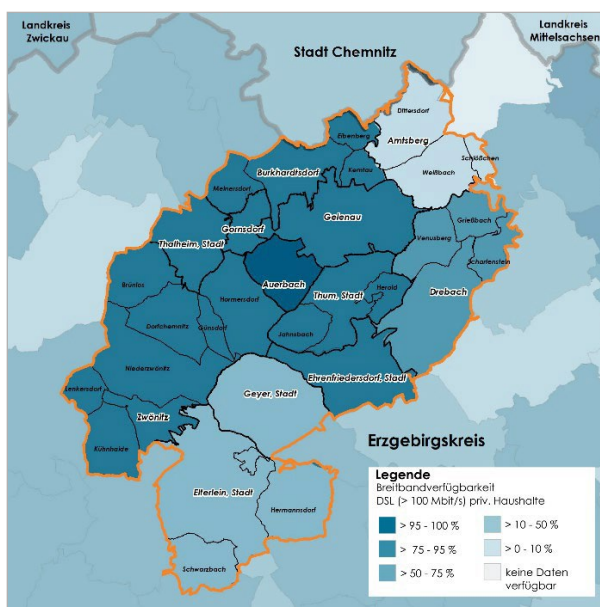 Landkreis
Zwickau
Landkreis
Mittelsachsen
Stadt Chemnitz
Dittersdorf
Eibenberg
Amtsberg
Schlößchen
Weißbach
Kemtau
Burkhardtsdorf
Meinersdorf
Gelenau
Grießbach
Gornsdorf
Venusberg
Thalheim, Stadt
Scharfenstein
Brünlos
Auerbach
Herold
Drebach
Thum, Stadt
Hormersdorf
Dorfchemnitz
Günsdorf
Jahnsbach
Niederzwönitz
Ehrenfriedersdorf, Stadt
Lenkersdorf
Geyer, Stadt
Zwönitz
Kühnhaide
Erzgebirgskreis
Elterlein, Stadt
Hermannsdorf
Schwarzbach
Legende
Breitbandverfügbarkeit
DSL (> 100 Mbit/s) priv. Haushalte
> 95 - 100 %
> 75 - 95 %
> 50 - 75 %
> 10 - 50 %
> 0 - 10 %
keine Daten
verfügbar